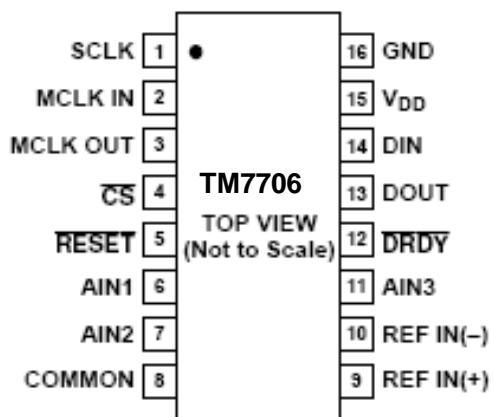 SCLK 1 16 GND
MCLK IN 2 15 VDD
MCLK OUT 3 14 DIN
CS 4 TM7706 13 DOUT
TOP VIEW
RESET 5 (Not to Scale) 12 DRDY
AIN1 6 11 AIN3
AIN2 7 10 REF IN(–)
COMMON 8 9 REF IN(+)